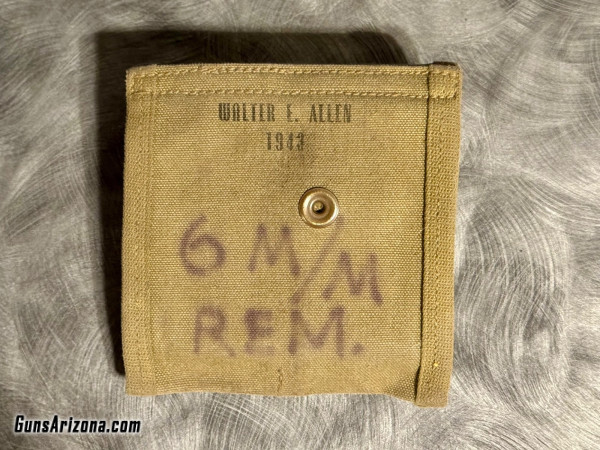 WALTER E. ALLEN
1943
6 M/M
REM.
GunsArizona.com